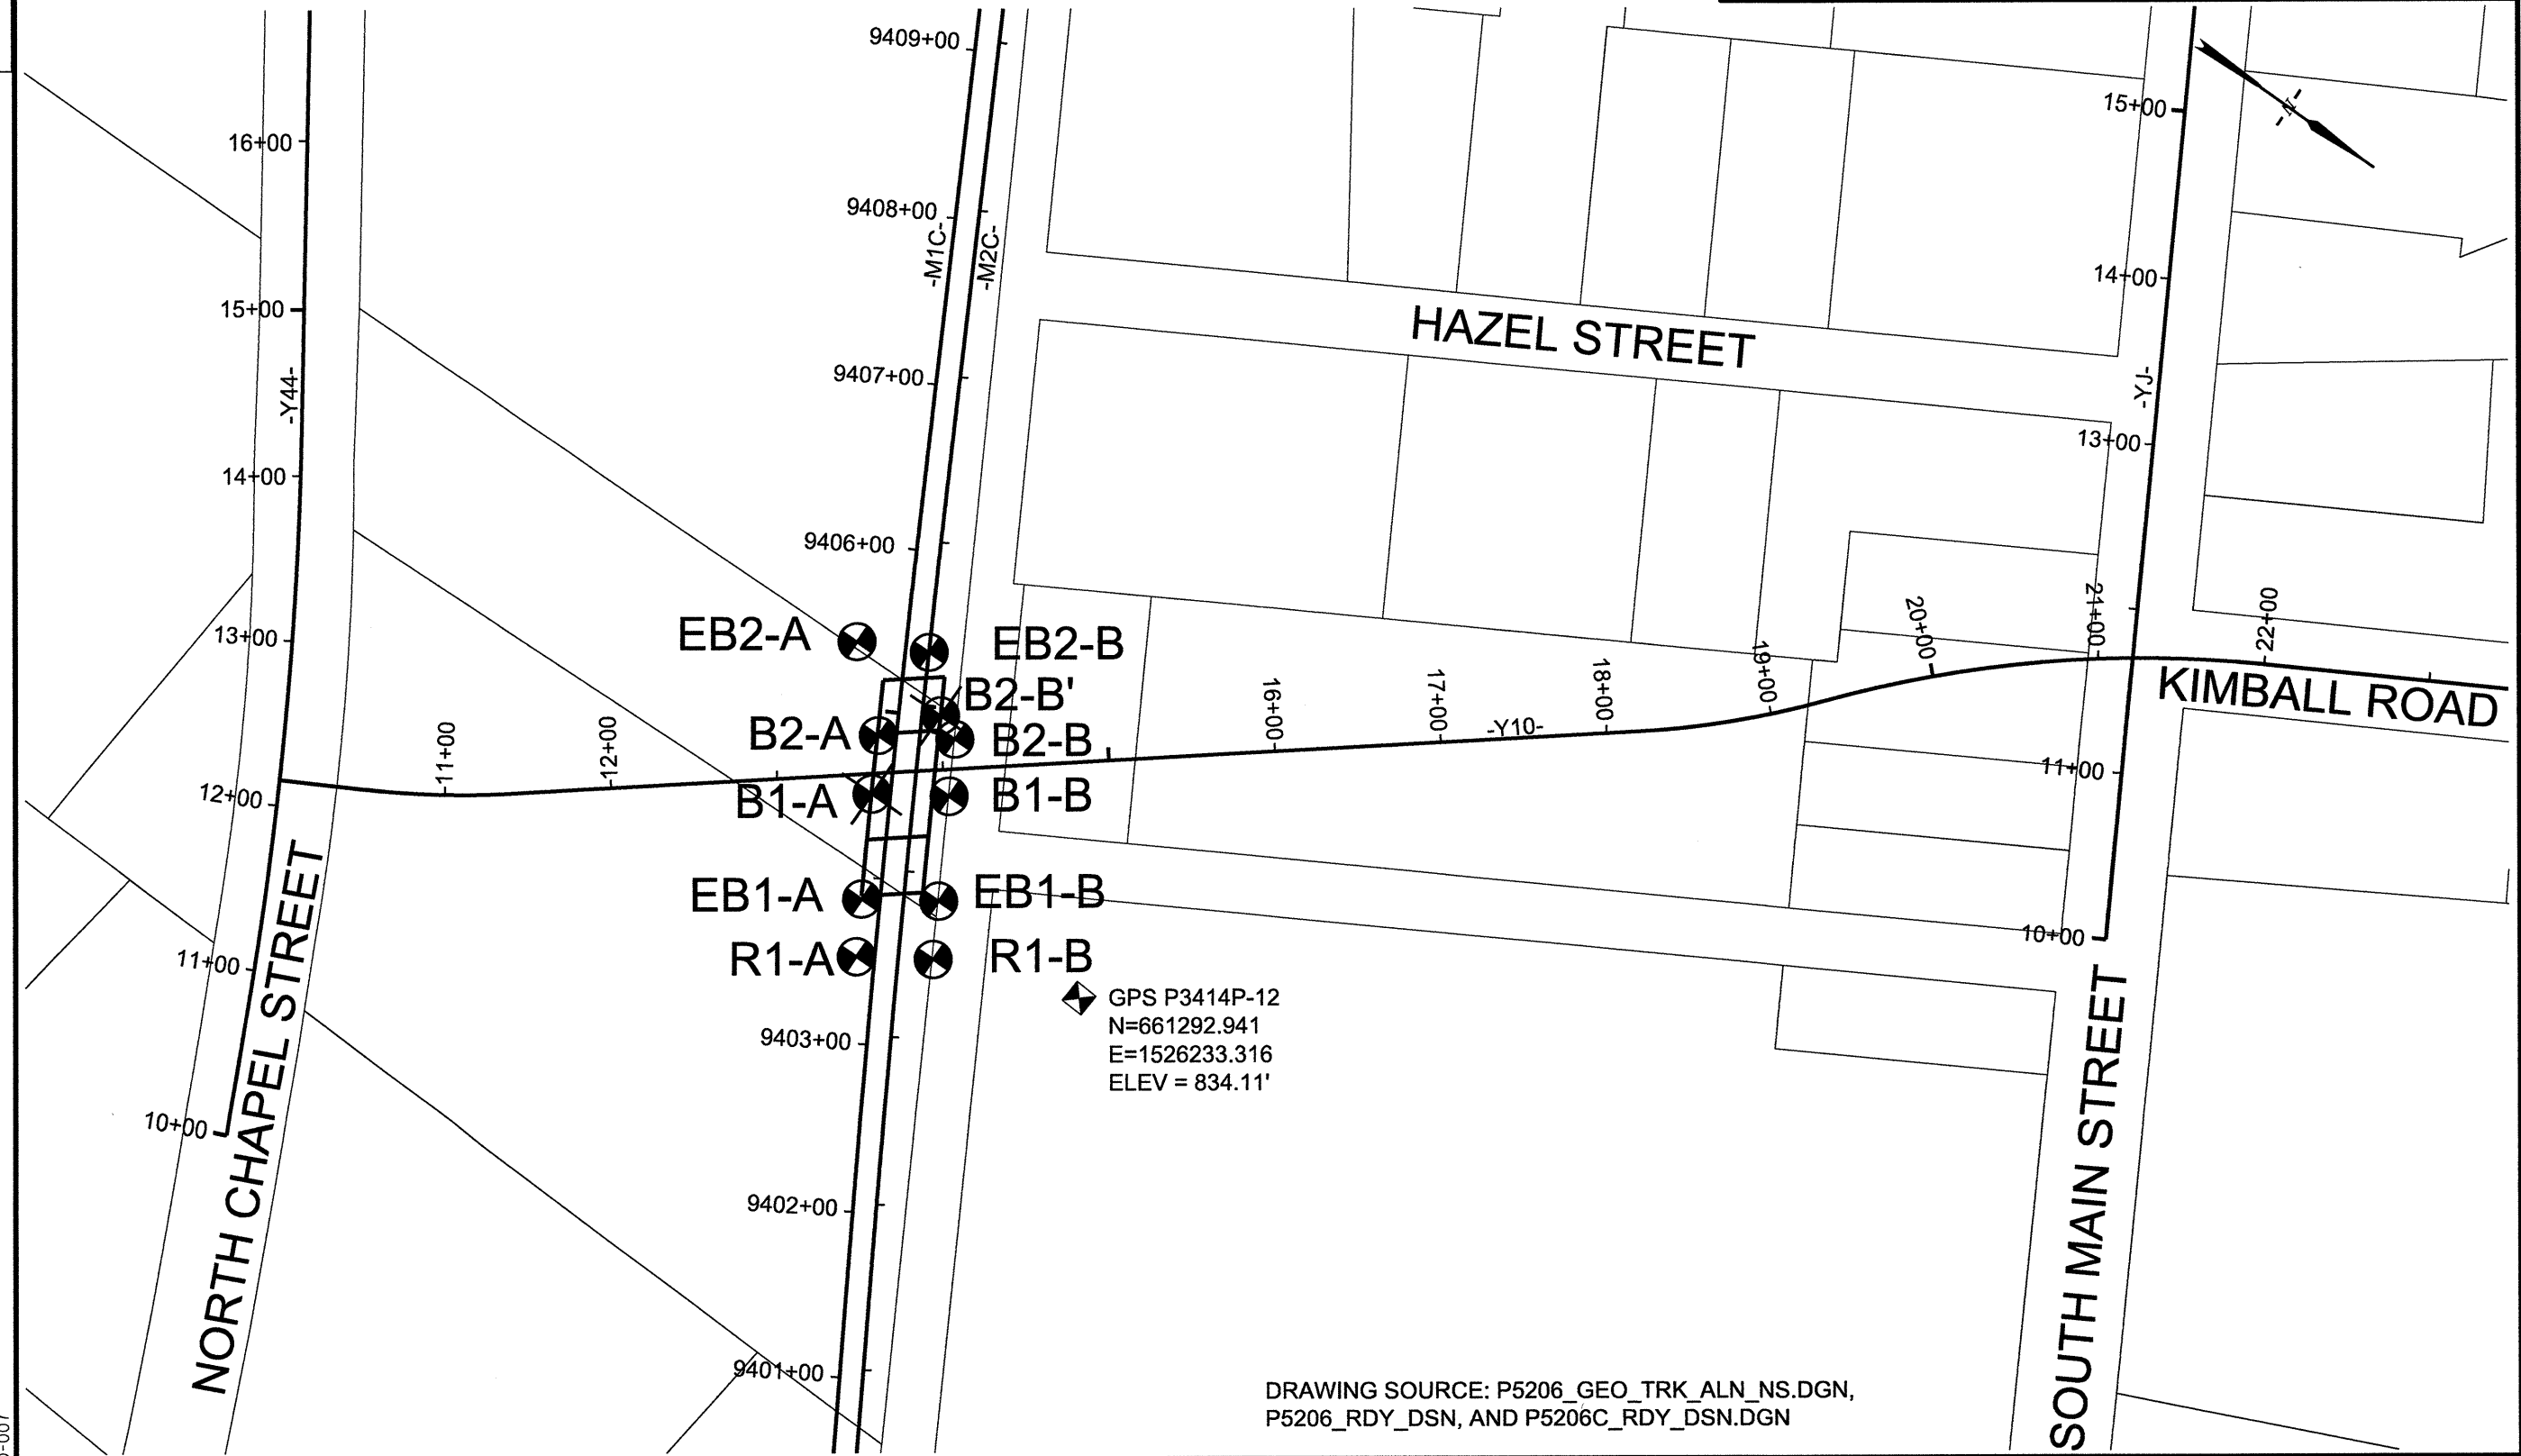 9409+00
9408+00
-M1C-
-M2C-
9407+00
9406+00
16+00
15+00
-Y44-
14+00
13+00
12+00
11+00
10+00
NORTH CHAPEL STREET
HAZEL STREET
-N-
15+00
14+00
-YJ-
13+00
11+00
10+00
SOUTH MAIN STREET
KIMBALL ROAD
11+00
12+00
16+00
17+00
-Y10-
18+00
19+00
20+00
21+00
22+00
EB2-A
EB2-B
B2-B'
B2-A
B2-B
B1-A
B1-B
EB1-A
EB1-B
R1-A
R1-B
GPS P3414P-12
N=661292.941
E=1526233.316
ELEV = 834.11'
9403+00
9402+00
9401+00
DRAWING SOURCE: P5206_GEO_TRK_ALN_NS.DGN,
P5206_RDY_DSN, AND P5206C_RDY_DSN.DGN